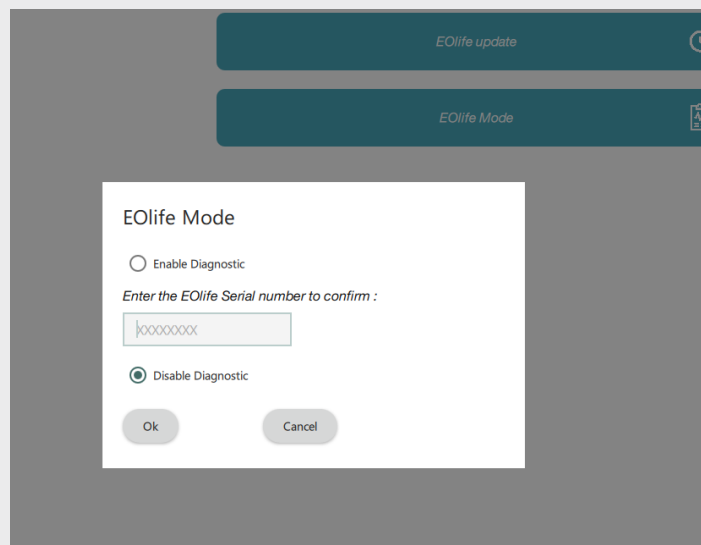 EOlife update
EOlife Mode
EOlife Mode
Enable Diagnostic
Enter the EOlife Serial number to confirm :
XXXXXXXX
Disable Diagnostic
Ok
Cancel